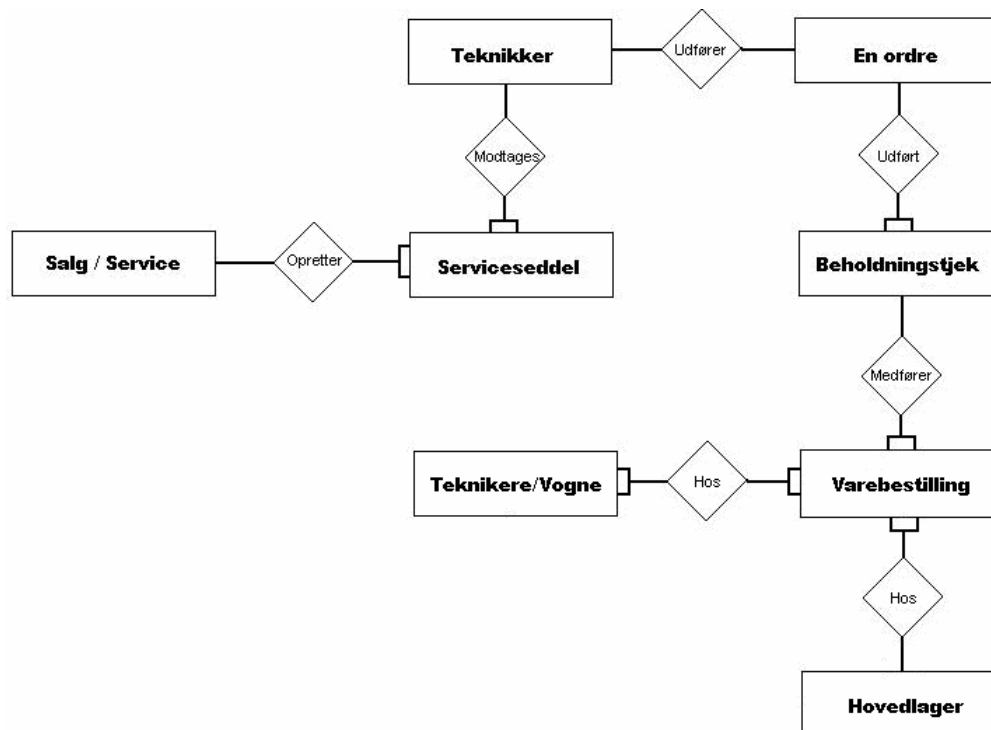 Teknikker
Udfører
En ordre
Modtages
Udført
Salg / Service
Opretter
Serviceseddel
Beholdningstjek
Medfører
Teknikere/Vogne
Hos
Varebestilling
Hos
Hovedlager